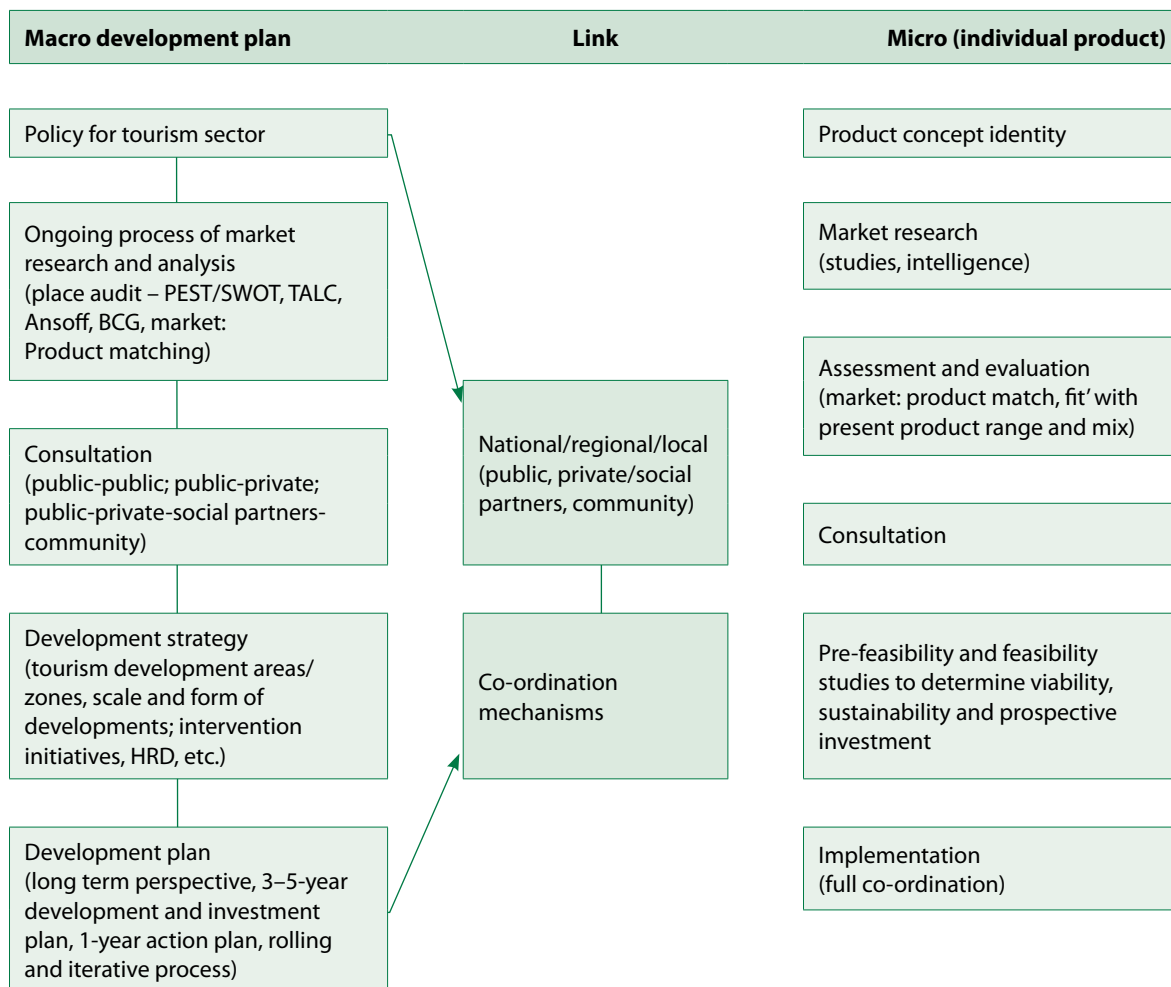 Macro development plan
Link
Micro (individual product)
Policy for tourism sector
Ongoing process of market
research and analysis
(place audit – PEST/SWOT, TALC,
Ansoff, BCG, market:
Product matching)
Consultation
(public-public; public-private;
public-private-social partners-
community)
Development strategy
(tourism development areas/
zones, scale and form of
developments; intervention
initiatives, HRD, etc.)
Development plan
(long term perspective, 3–5-year
development and investment
plan, 1-year action plan, rolling
and iterative process)
National/regional/local
(public, private/social
partners, community)
Co-ordination
mechanisms
Product concept identity
Market research
(studies, intelligence)
Assessment and evaluation
(market: product match, fit’ with
present product range and mix)
Consultation
Pre-feasibility and feasibility
studies to determine viability,
sustainability and prospective
investment
Implementation
(full co-ordination)